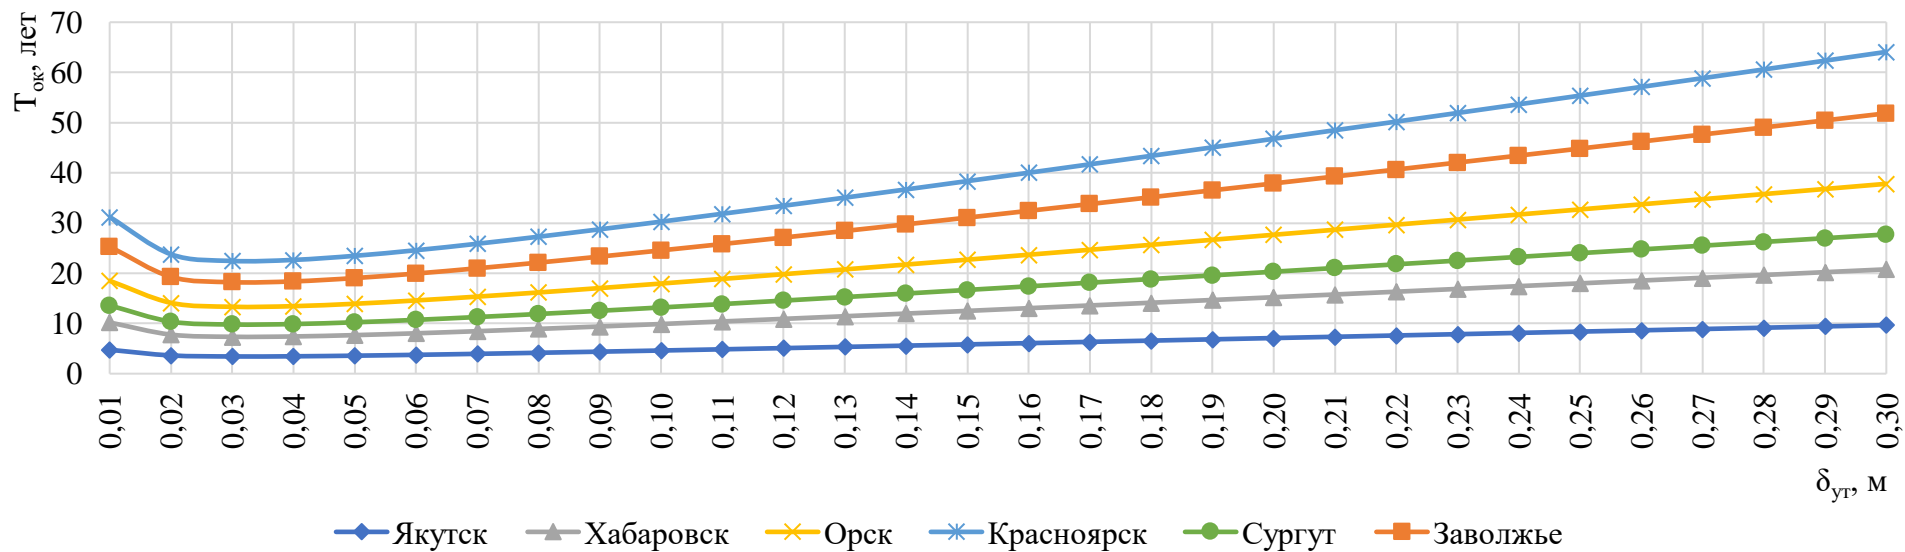 Tок, лет
70
60
50
40
30
20
10
0
0,01 0,02 0,03 0,04 0,05 0,06 0,07 0,08 0,09 0,10 0,11 0,12 0,13 0,14 0,15 0,16 0,17 0,18 0,19 0,20 0,21 0,22 0,23 0,24 0,25 0,26 0,27 0,28 0,29 0,30
δут, м
Якутск Хабаровск Орск Красноярск Сургут Заволжье